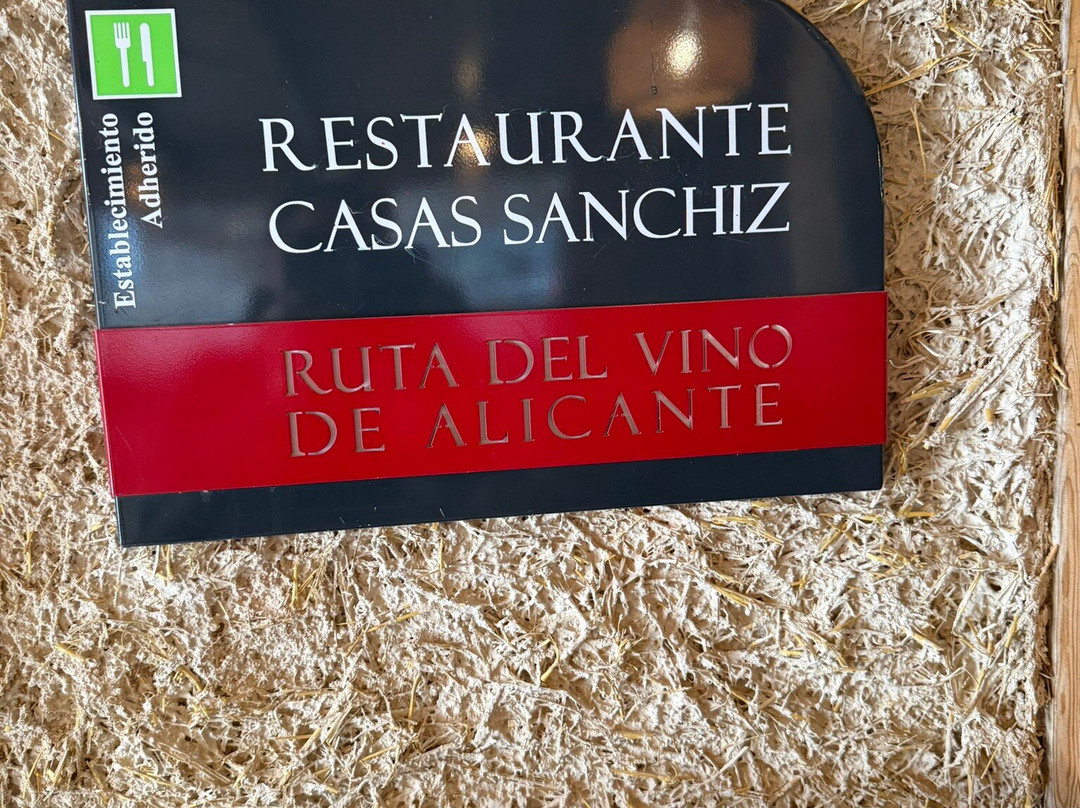 Establecimiento
Adherido
RESTAURANTE
CASAS SANCHIZ
RUTA DEL VINO
DE ALICANTE